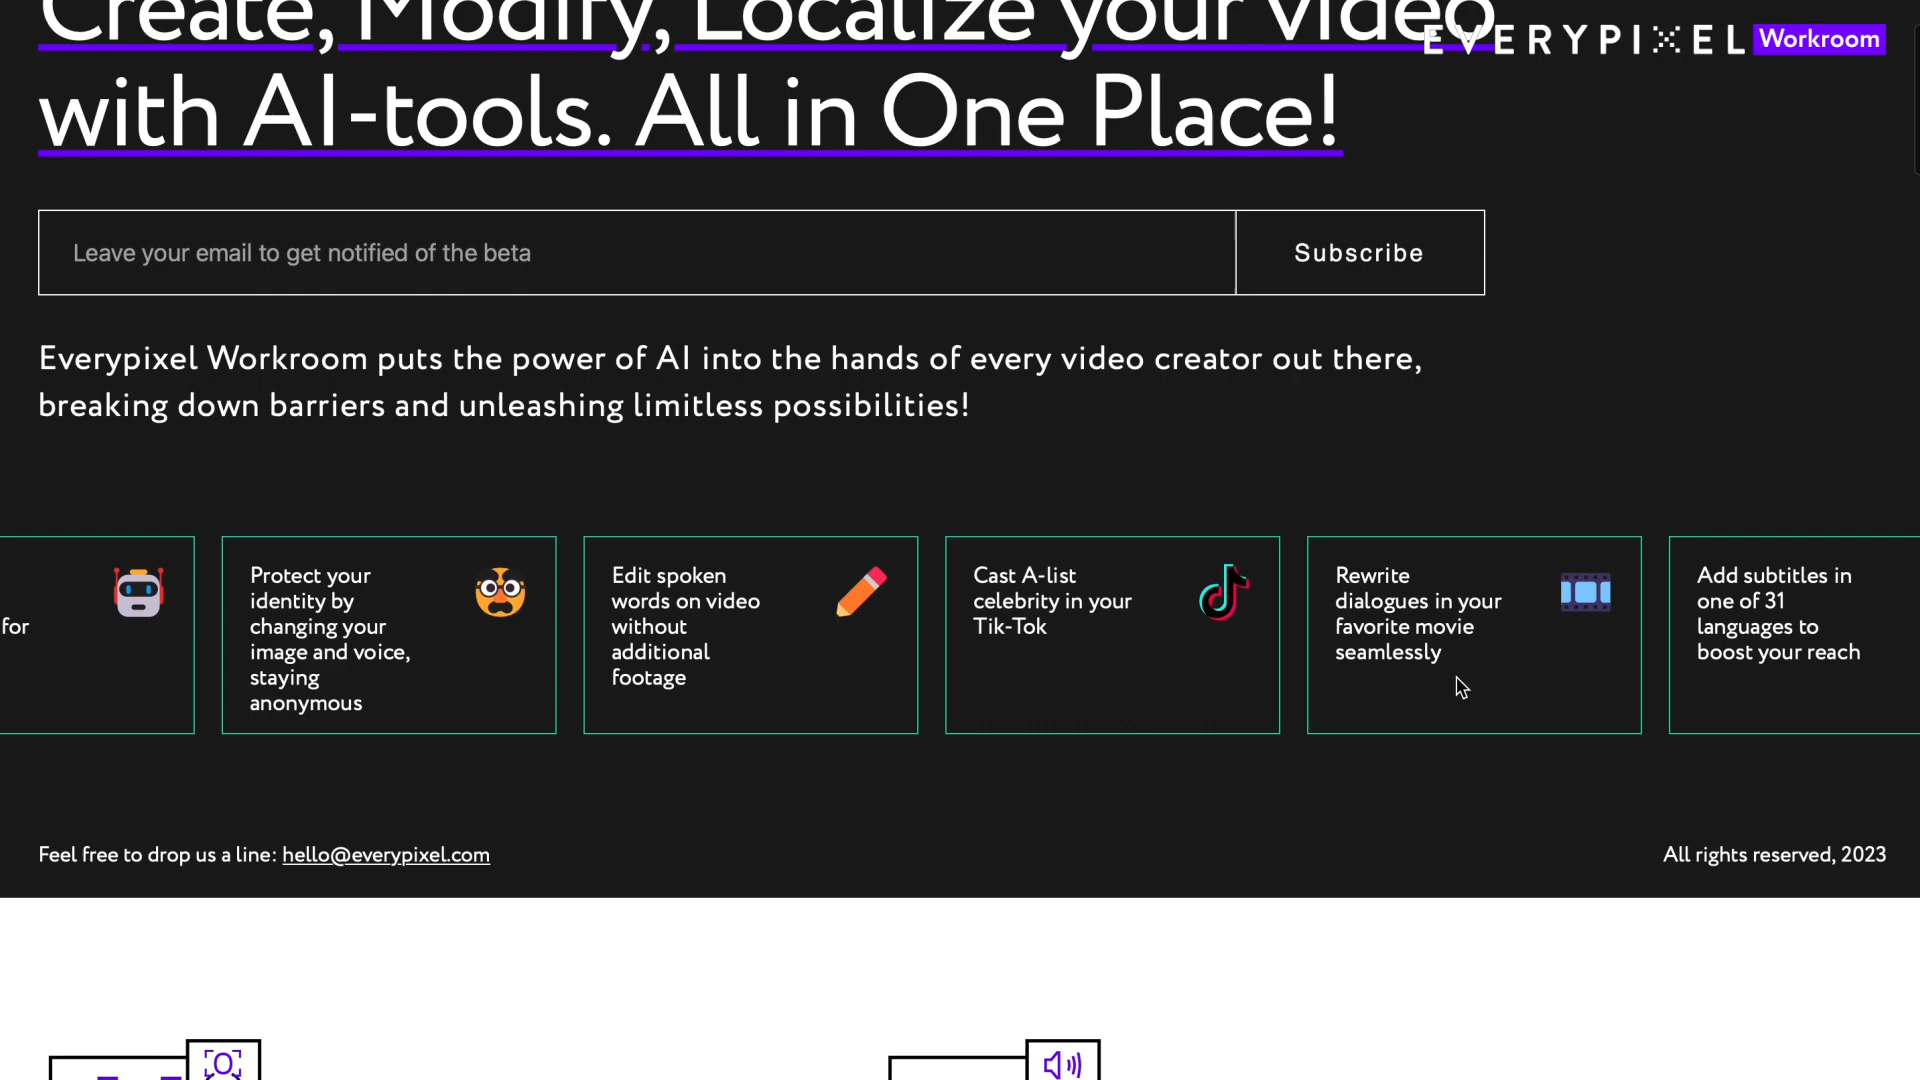 Create, Modify, Localize your video
EVERYPIXEL Workroom
with AI-tools. All in One Place!
Leave your email to get notified of the beta
Subscribe
Everypixel Workroom puts the power of AI into the hands of every video creator out there,
breaking down barriers and unleashing limitless possibilities!
for
Protect your
identity by
changing your
image and voice,
staying
anonymous
Edit spoken
words on video
without
additional
footage
Cast A-list
celebrity in your
Tik-Tok
Rewrite
dialogues in your
favorite movie
seamlessly
Add subtitles in
one of 31
languages to
boost your reach
Feel free to drop us a line: hello@everypixel.com
All rights reserved, 2023